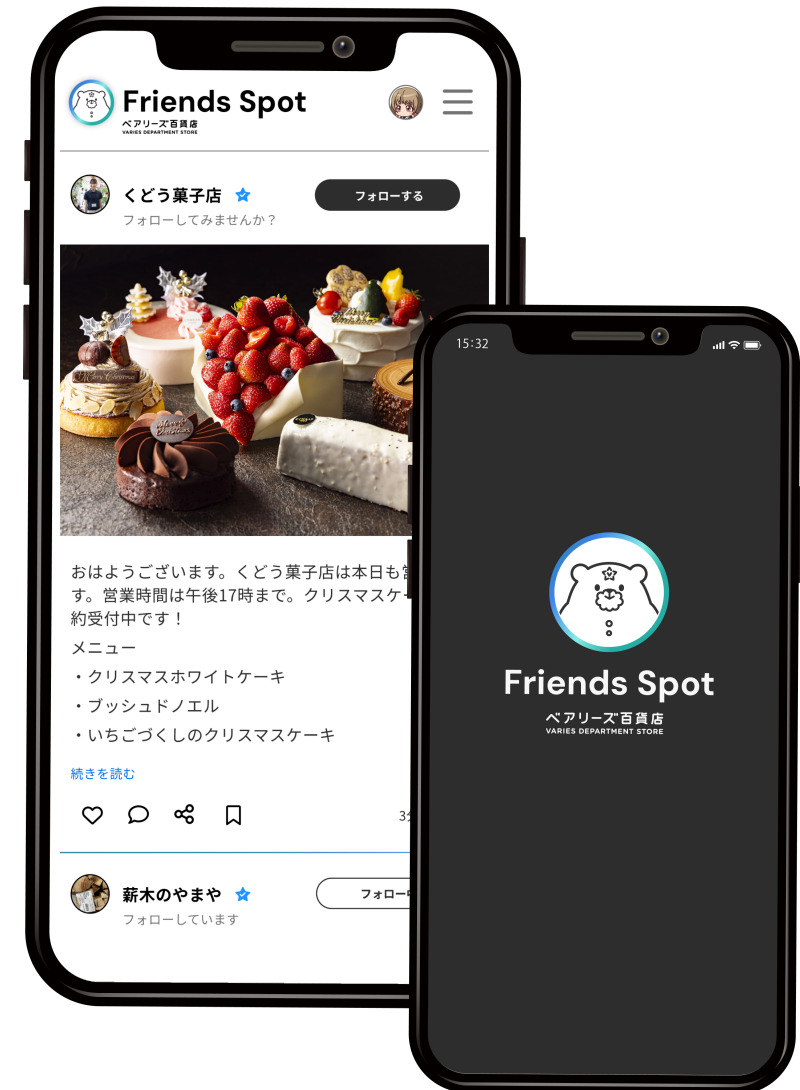 Friends Spot
ベアリーズ百貨店
VARIES DEPARTMENT STORE
くどう菓子店
フォローする
フォローしてみませんか？
Merry Christmas
おはようございます。くどう菓子店は本日も
す。営業時間は午後17時まで。クリスマスケ
約受付中です！
メニュー
・クリスマスホワイトケーキ
・ブッシュドノエル
・いちごづくしのクリスマスケーキ
続きを読む
3
薪木のやまや
フォロー
フォローしています
15:32
Friends Spot
ベアリーズ百貨店
VARIES DEPARTMENT STORE